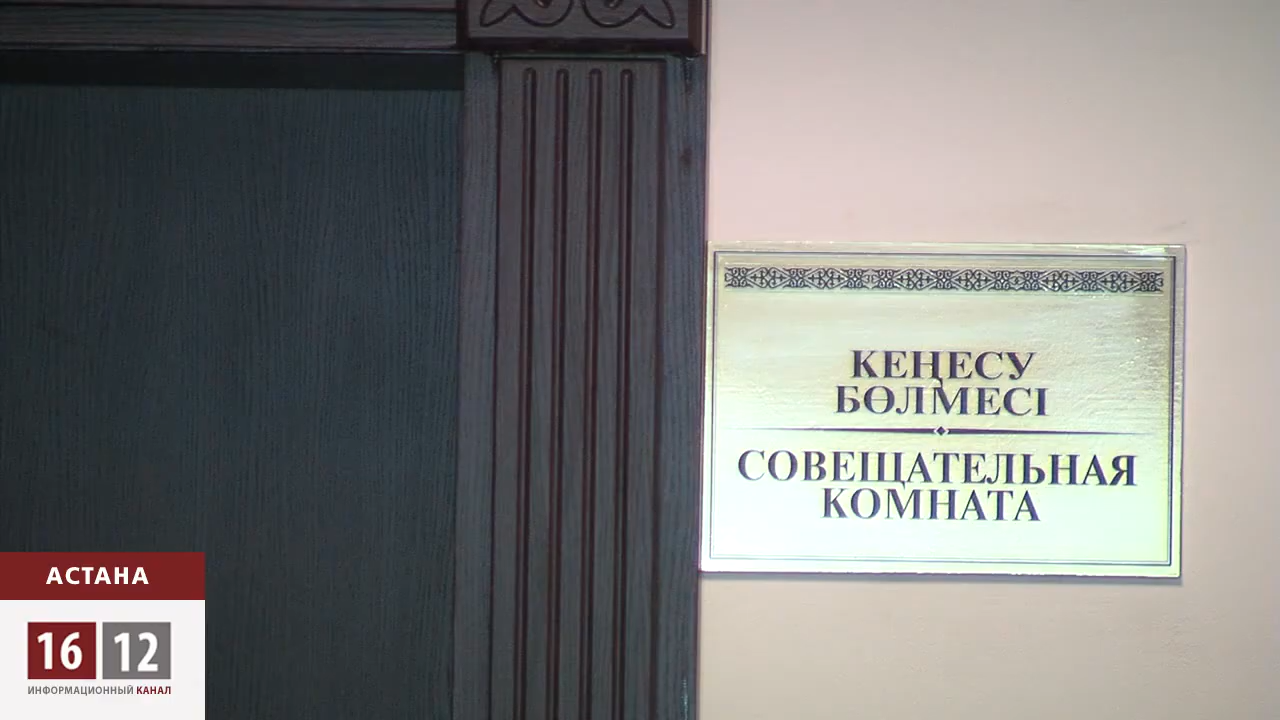 КЕҢЕСУ
БӨЛМЕСІ
СОВЕЩАТЕЛЬНАЯ
КОМНАТА
АСТАНА
16 12
ИНФОРМАЦИОННЫЙ КАНАЛ